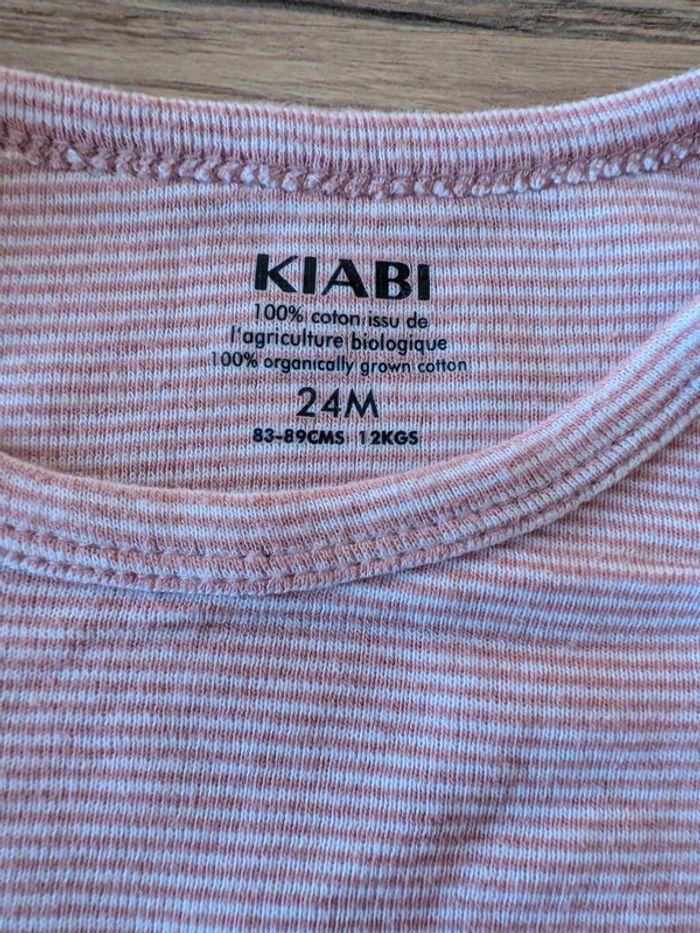 KIABI
100% coton issu de
l'agriculture biologique
100% organically grown cotton
24M
83-89CMS 12KGS